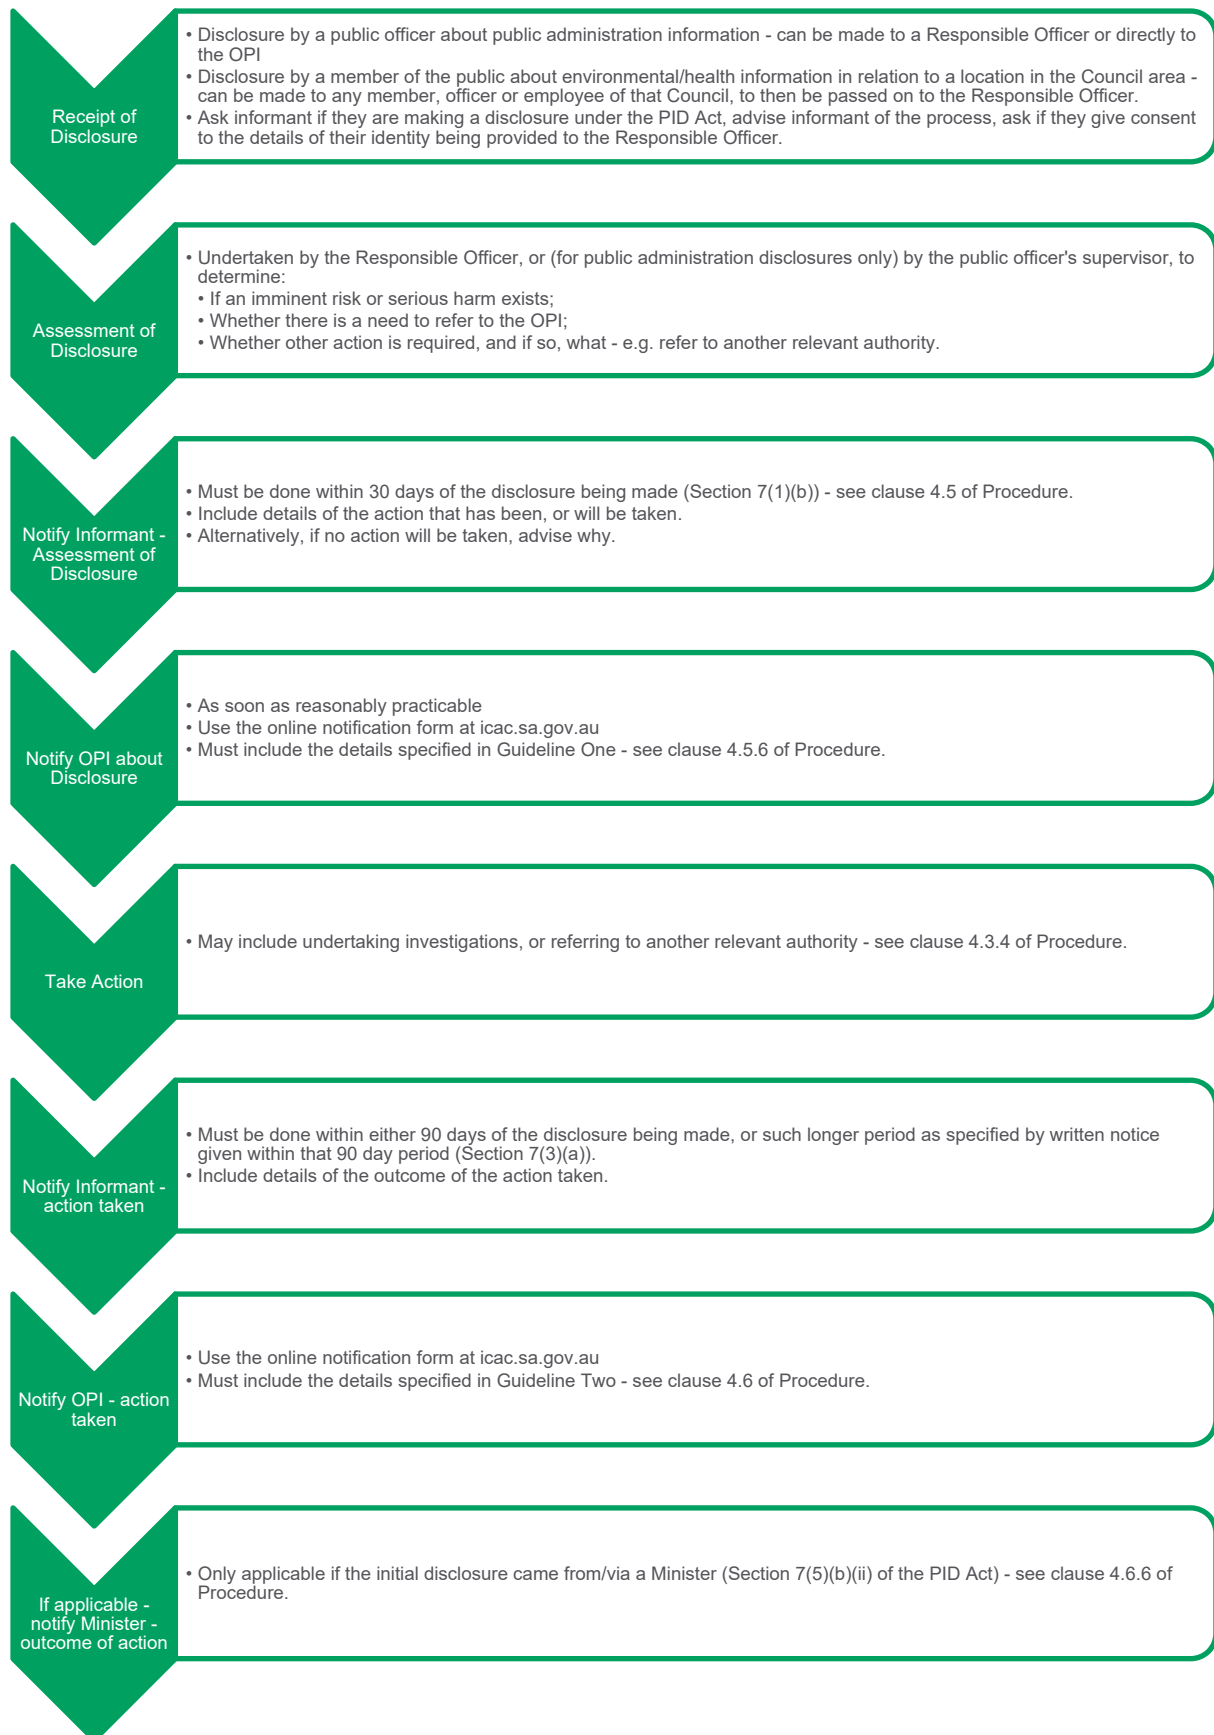 Receipt of
Disclosure
• Disclosure by a public officer about public administration information - can be made to a Responsible Officer or directly to
the OPI
• Disclosure by a member of the public about environmental/health information in relation to a location in the Council area -
can be made to any member, officer or employee of that Council, to then be passed on to the Responsible Officer.
• Ask informant if they are making a disclosure under the PID Act, advise informant of the process, ask if they give consent
to the details of their identity being provided to the Responsible Officer.
Assessment of
Disclosure
• Undertaken by the Responsible Officer, or (for public administration disclosures only) by the public officer's supervisor, to
determine:
• If an imminent risk or serious harm exists;
• Whether there is a need to refer to the OPI;
• Whether other action is required, and if so, what - e.g. refer to another relevant authority.
Notify Informant -
Assessment of
Disclosure
• Must be done within 30 days of the disclosure being made (Section 7(1)(b)) - see clause 4.5 of Procedure.
• Include details of the action that has been, or will be taken.
• Alternatively, if no action will be taken, advise why.
Notify OPI about
Disclosure
• As soon as reasonably practicable
• Use the online notification form at icac.sa.gov.au
• Must include the details specified in Guideline One - see clause 4.5.6 of Procedure.
Take Action
• May include undertaking investigations, or referring to another relevant authority - see clause 4.3.4 of Procedure.
Notify Informant -
action taken
• Must be done within either 90 days of the disclosure being made, or such longer period as specified by written notice
given within that 90 day period (Section 7(3)(a)).
• Include details of the outcome of the action taken.
Notify OPI - action
taken
• Use the online notification form at icac.sa.gov.au
• Must include the details specified in Guideline Two - see clause 4.6 of Procedure.
If applicable -
notify Minister -
outcome of action
• Only applicable if the initial disclosure came from/via a Minister (Section 7(5)(b)(ii) of the PID Act) - see clause 4.6.6 of
Procedure.